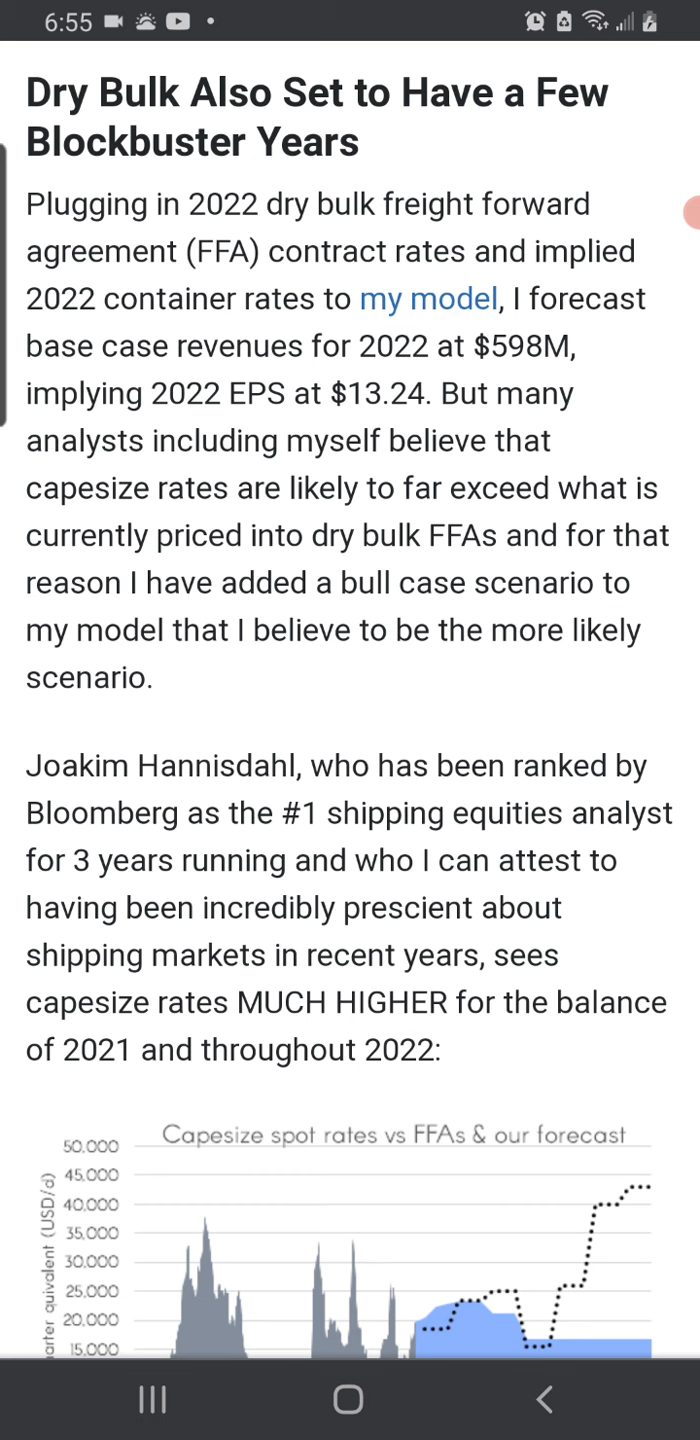 6:55
Dry Bulk Also Set to Have a Few
Blockbuster Years
Plugging in 2022 dry bulk freight forward
agreement (FFA) contract rates and implied
2022 container rates to my model, I forecast
base case revenues for 2022 at $598M,
implying 2022 EPS at $13.24. But many
analysts including myself believe that
capesize rates are likely to far exceed what is
currently priced into dry bulk FFAs and for that
reason I have added a bull case scenario to
my model that I believe to be the more likely
scenario.
Joakim Hannisdahl, who has been ranked by
Bloomberg as the #1 shipping equities analyst
for 3 years running and who I can attest to
having been incredibly prescient about
shipping markets in recent years, sees
capesize rates MUCH HIGHER for the balance
of 2021 and throughout 2022:
Capesize spot rates vs FFAs & our forecast
50,000
45,000
40,000
35,000
30,000
25,000
20,000
15,000
arter quivalent (USD/d)